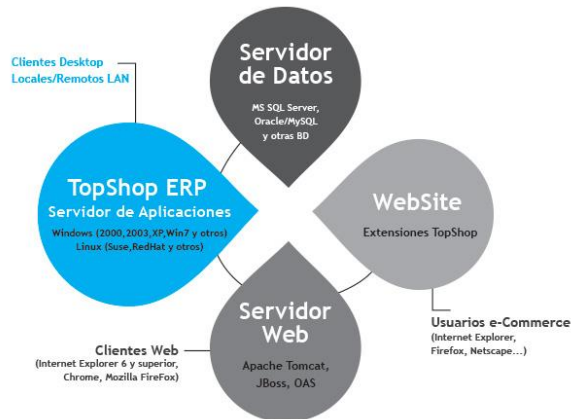 Clientes Desktop
Locales/Remotos LAN
Servidor
de Datos
MS SQL Server,
Oracle/MySQL
y otras BD
TopShop ERP
Servidor de Aplicaciones
Windows (2000,2003,XP,Win7 y otros)
Linux (Suse,RedHat y otros)
WebSite
Extensiones TopShop
Servidor
Web
Apache Tomcat,
JBoss, OAS
Clientes Web
(Internet Explorer 6 y superior,
Chrome, Mozilla FireFox)
Usuarios e-Commerce
(Internet Explorer,
Firefox, Netscape...)